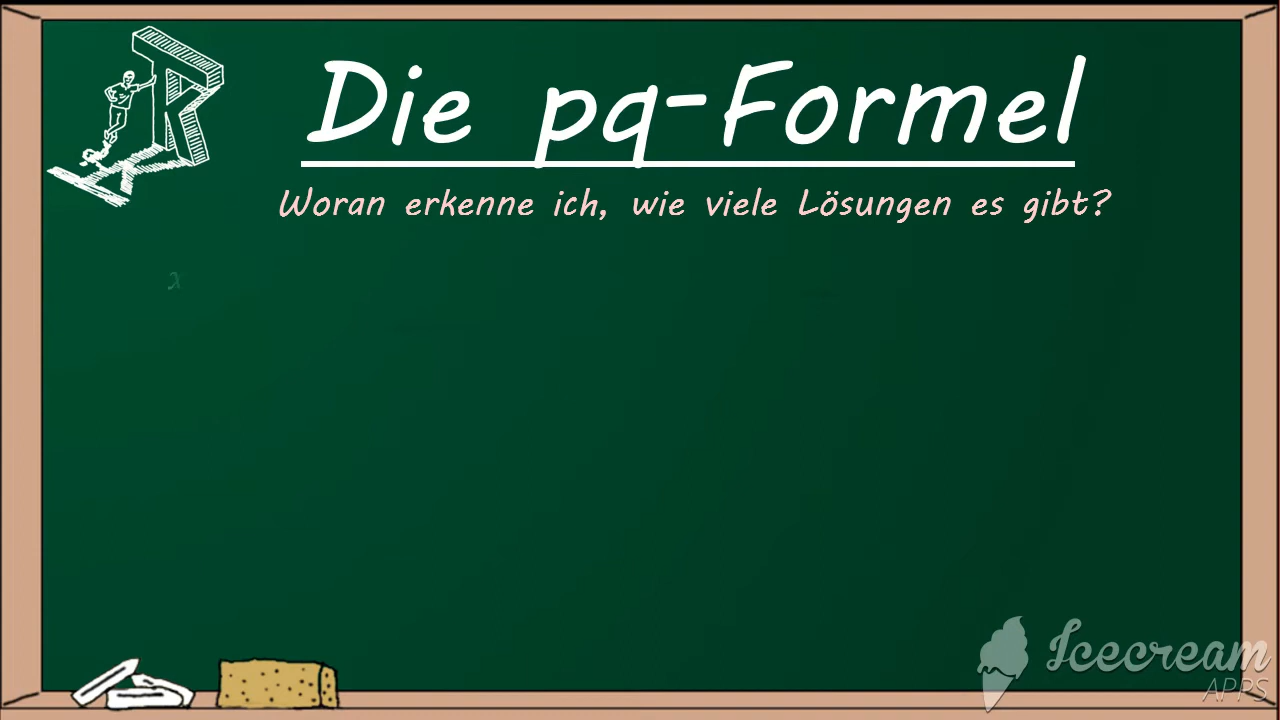 Die pq-Formel
Woran erkenne ich, wie viele Lösungen es gibt?
Icecream
APPS